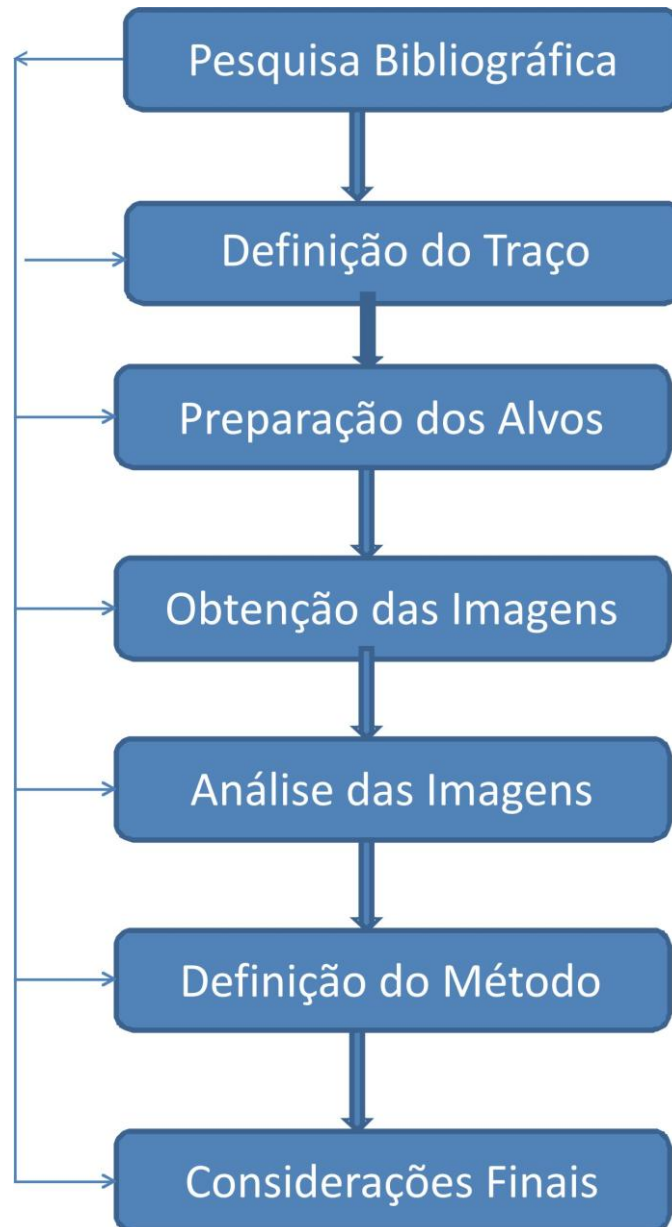 Pesquisa Bibliográfica
Definição do Traço
Preparação dos Alvos
Obtenção das Imagens
Análise das Imagens
Definição do Método
Considerações Finais